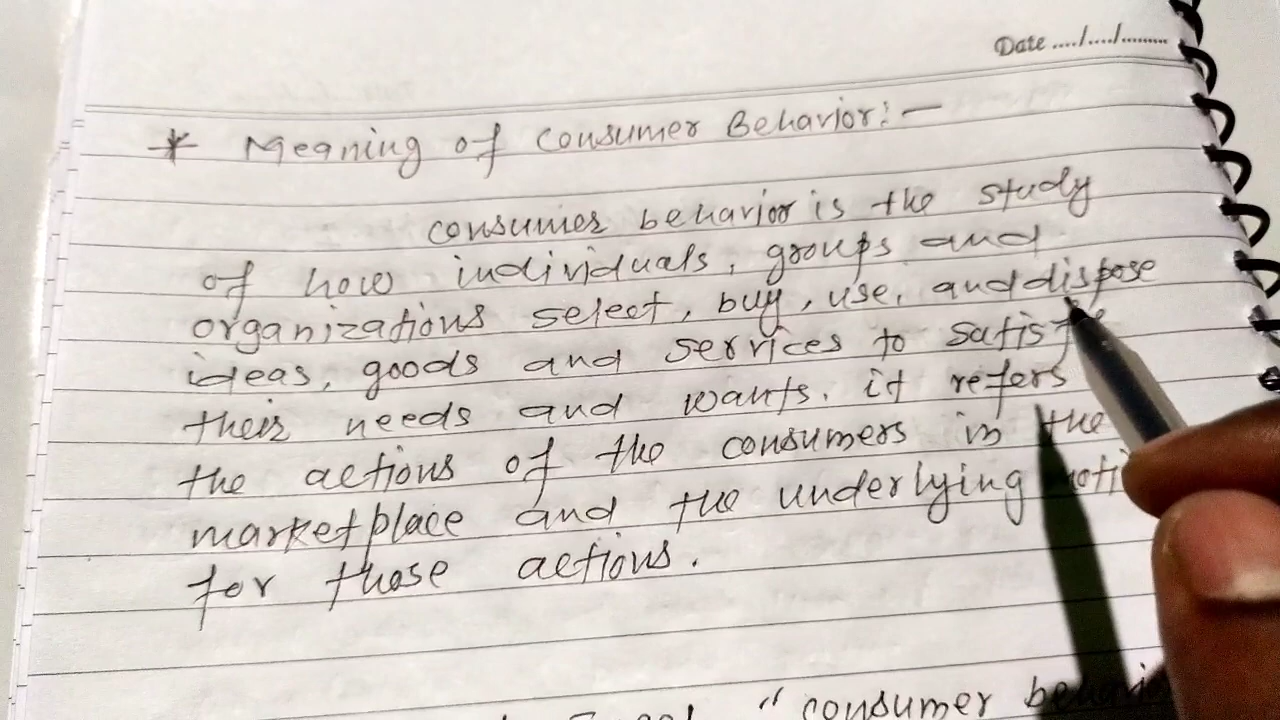 Date ..../..../.........
* Meaning of consumer Behavior:-
consumer behavior is the study
of how individuals, groups and
organizations select, buy, use, and dispose
ideas, goods and services to satisfy
their needs and wants. it refers
the actions of the consumers in the
marketplace and the underlying
for those actions.
" consumer